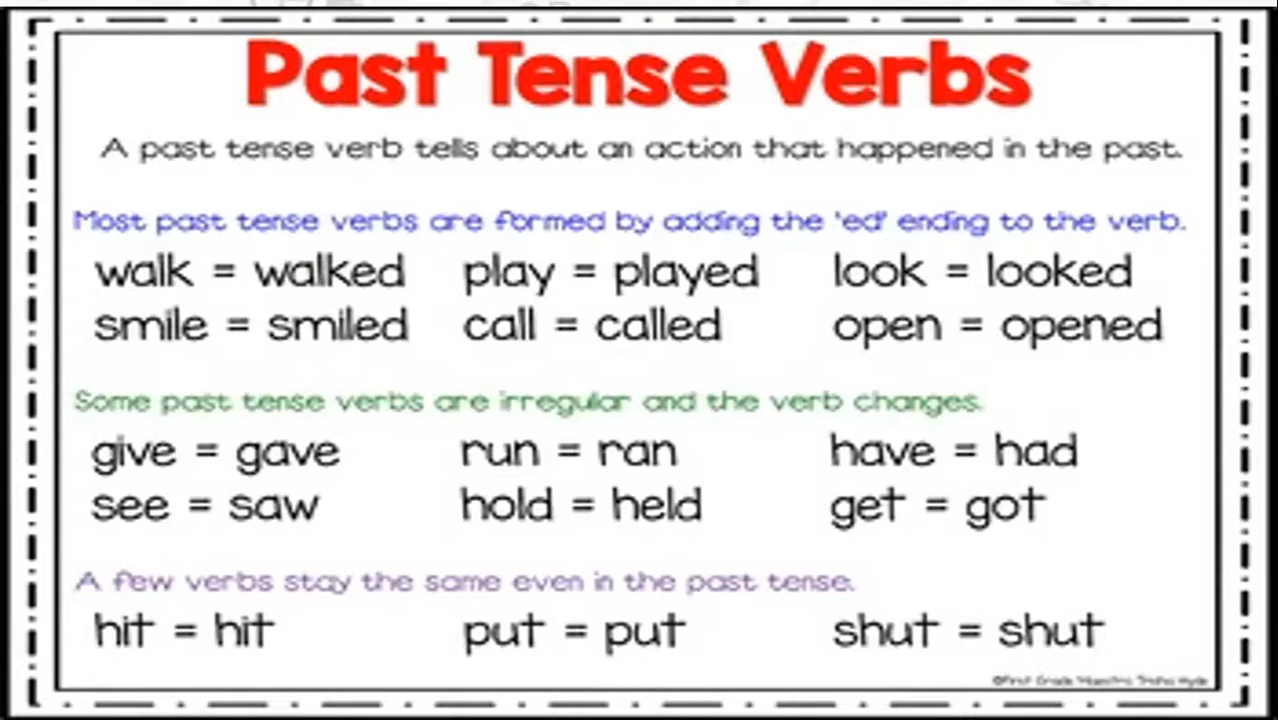 Past Tense Verbs
A past tense verb tells about an action that happened in the past.
Most past tense verbs are formed by adding the 'ed' ending to the verb.
walk = walked play = played look = looked
smile = smiled call = called open = opened
Some past tense verbs are irregular and the verb changes.
give = gave run = ran have = had
see = saw hold = held get = got
A few verbs stay the same even in the past tense.
hit = hit put = put shut = shut
©First Grade